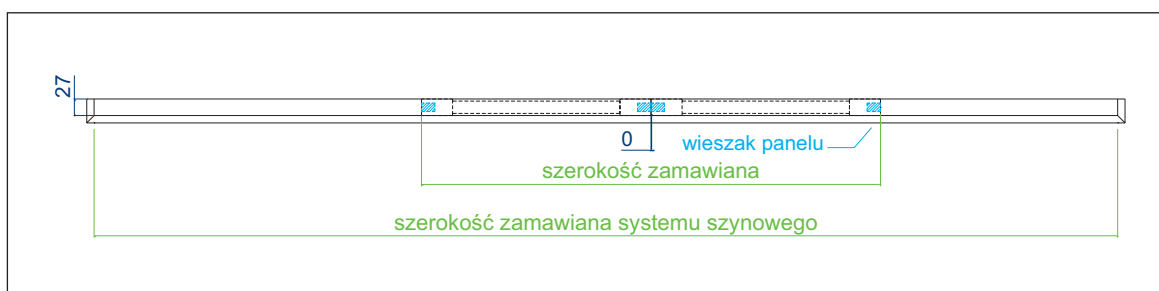 27
0
wieszak panelu
szerokość zamawiana
szerokość zamawiana systemu szynowego